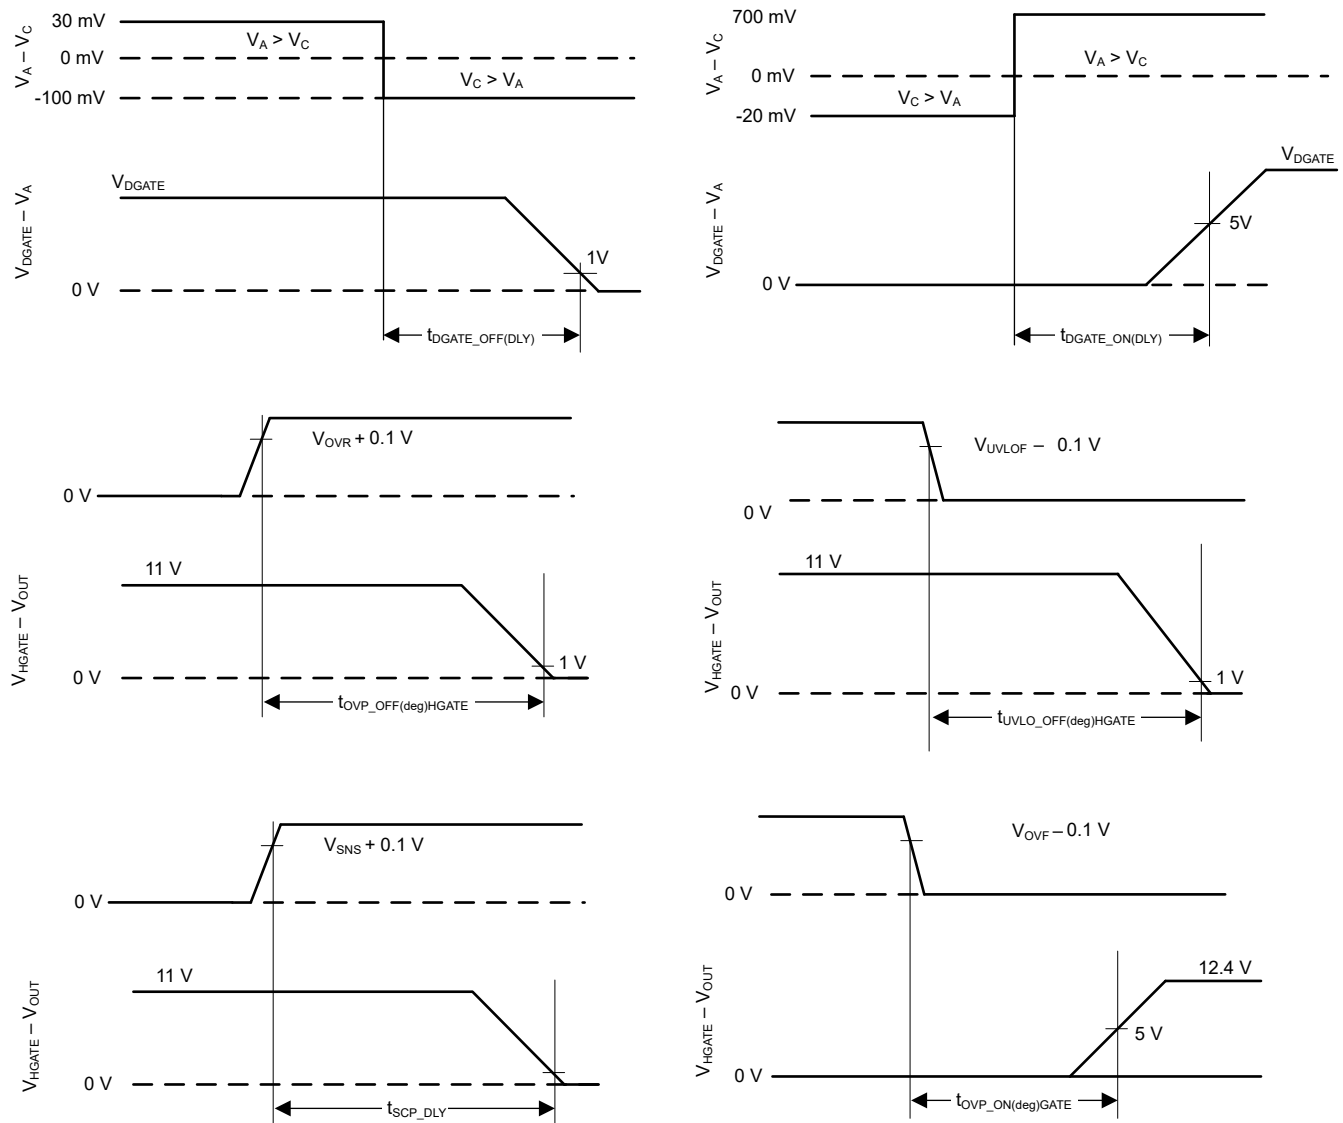 V_A – V_C
30 mV
V_A > V_C
0 mV
V_C > V_A
-100 mV
V_DGATE – V_A
V_DGATE
1V
0 V
t_DGATE_OFF(DLY)
V_A – V_C
700 mV
V_A > V_C
0 mV
V_C > V_A
-20 mV
V_DGATE – V_A
V_DGATE
5V
0 V
t_DGATE_ON(DLY)
V_OVR + 0.1 V
0 V
V_HGATE – V_OUT
11 V
1 V
0 V
t_OVP_OFF(deg)HGATE
V_UVLOF – 0.1 V
0 V
V_HGATE – V_OUT
11 V
1 V
0 V
t_UVLO_OFF(deg)HGATE
V_SNS + 0.1 V
0 V
V_HGATE – V_OUT
11 V
0 V
t_SCP_DLY
V_OVF – 0.1 V
0 V
V_HGATE – V_OUT
12.4 V
5 V
0 V
t_OVP_ON(deg)GATE